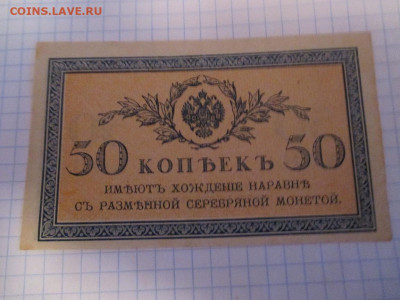 COINS.LAVE.RU
50 КОПѢЕКЪ 50
ИМѢЮТЪ ХОЖДЕНІЕ НАРАВНѢ
СЪ РАЗМѢННОЙ СЕРЕБРЯНОЙ МОНЕТОЙ.